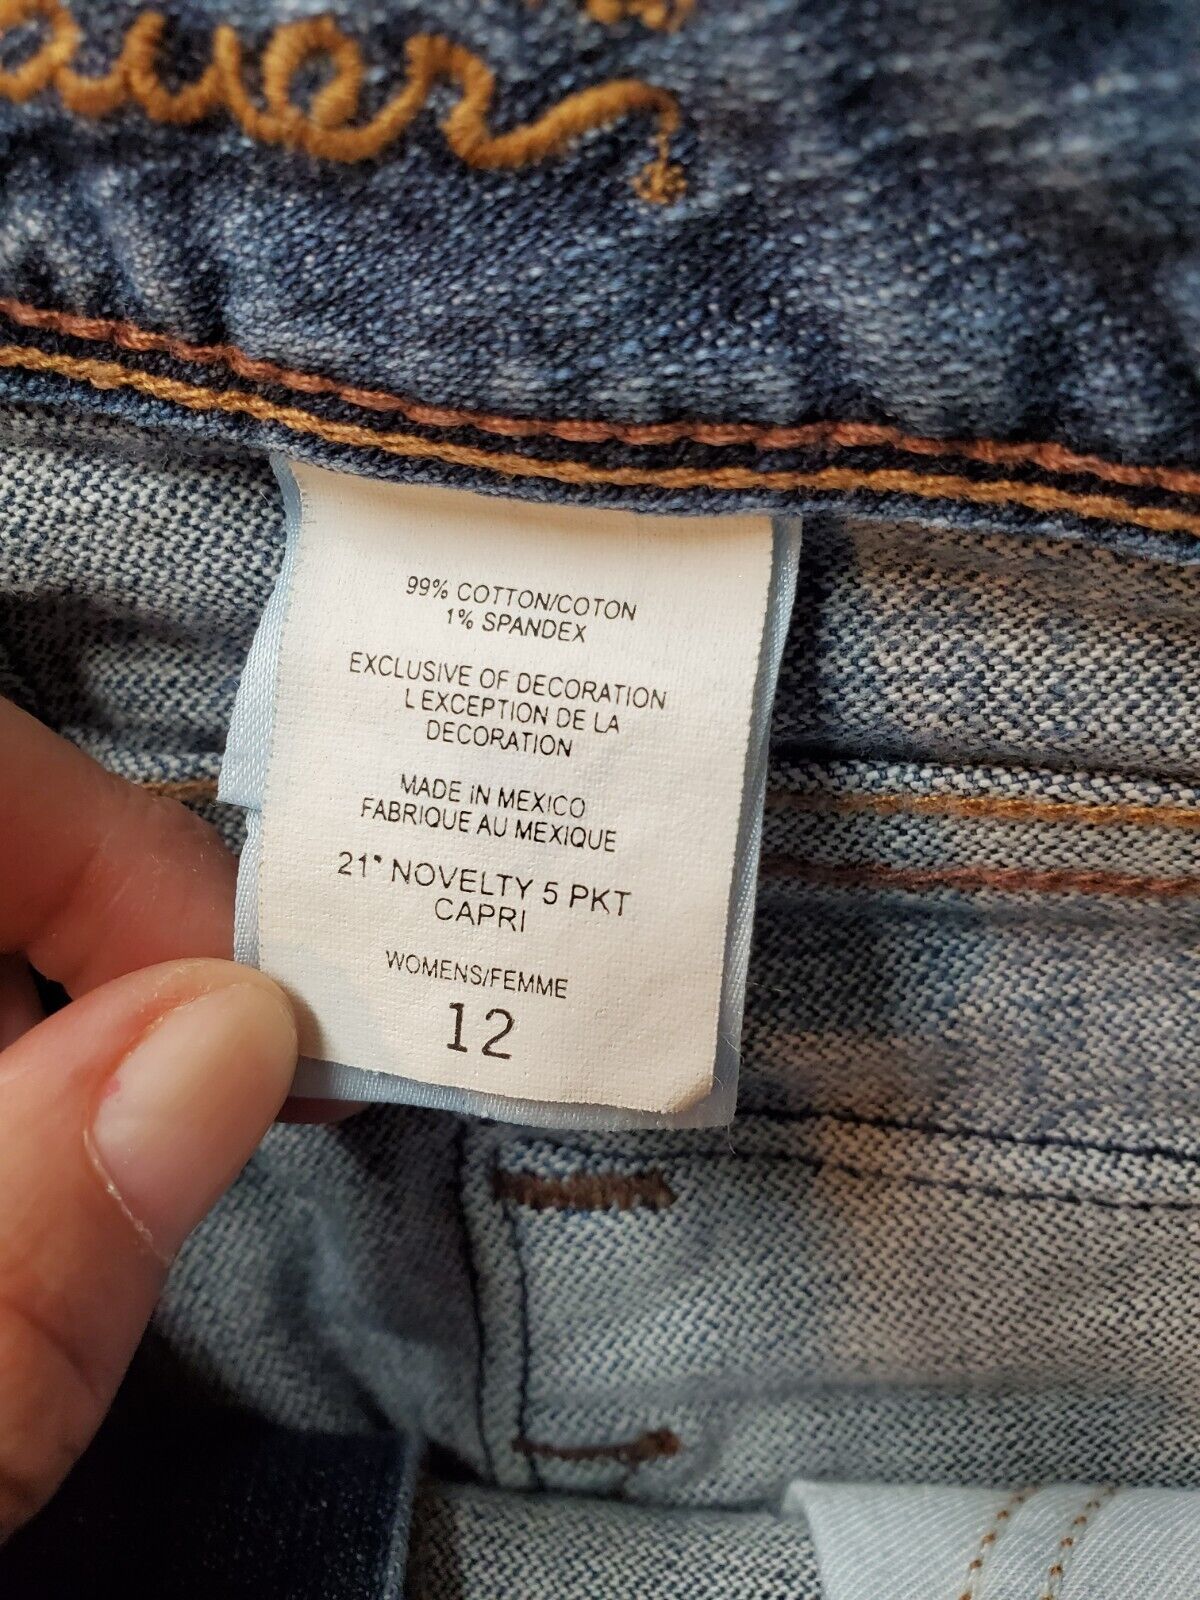 99% COTTON/COTON
1% SPANDEX
EXCLUSIVE OF DECORATION
L EXCEPTION DE LA
DECORATION
MADE IN MEXICO
FABRIQUE AU MEXIQUE
21" NOVELTY 5 PKT
CAPRI
WOMENS/FEMME
12